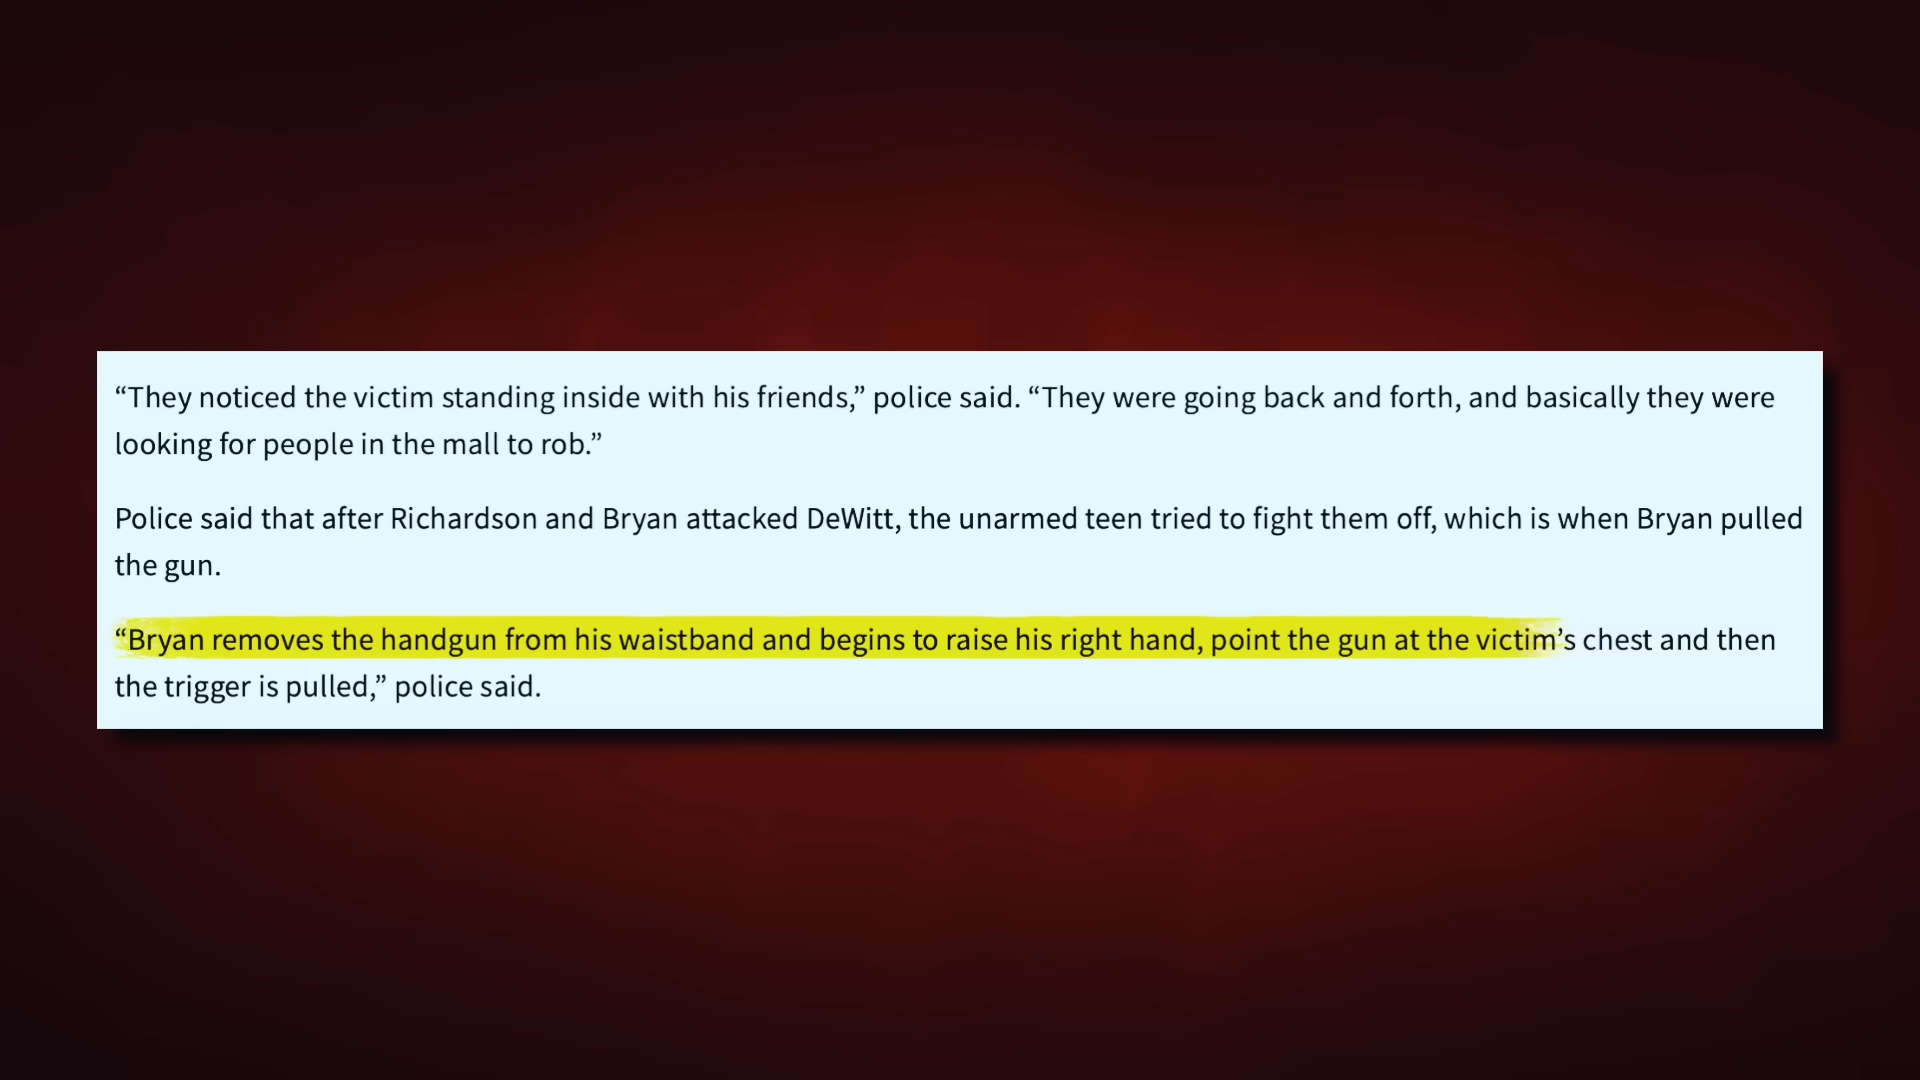 “They noticed the victim standing inside with his friends,” police said. “They were going back and forth, and basically they were
looking for people in the mall to rob.”
Police said that after Richardson and Bryan attacked DeWitt, the unarmed teen tried to fight them off, which is when Bryan pulled
the gun.
“Bryan removes the handgun from his waistband and begins to raise his right hand, point the gun at the victim’s chest and then
the trigger is pulled,” police said.